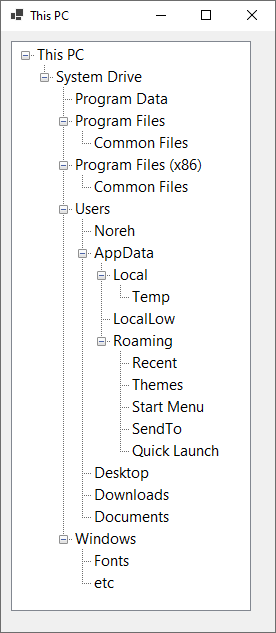 This PC
This PC
System Drive
Program Data
Program Files
Common Files
Program Files (x86)
Common Files
Users
Noreh
AppData
Local
Temp
LocalLow
Roaming
Recent
Themes
Start Menu
SendTo
Quick Launch
Desktop
Downloads
Documents
Windows
Fonts
etc